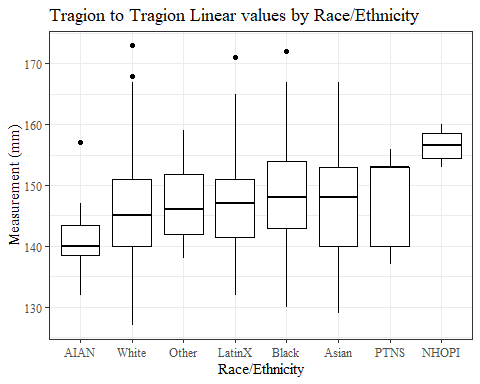 Tragion to Tragion Linear values by Race/Ethnicity
Measurement (mm)
170
160
150
140
130
AIAN White Other LatinX Black Asian PTNS NHOPI
Race/Ethnicity